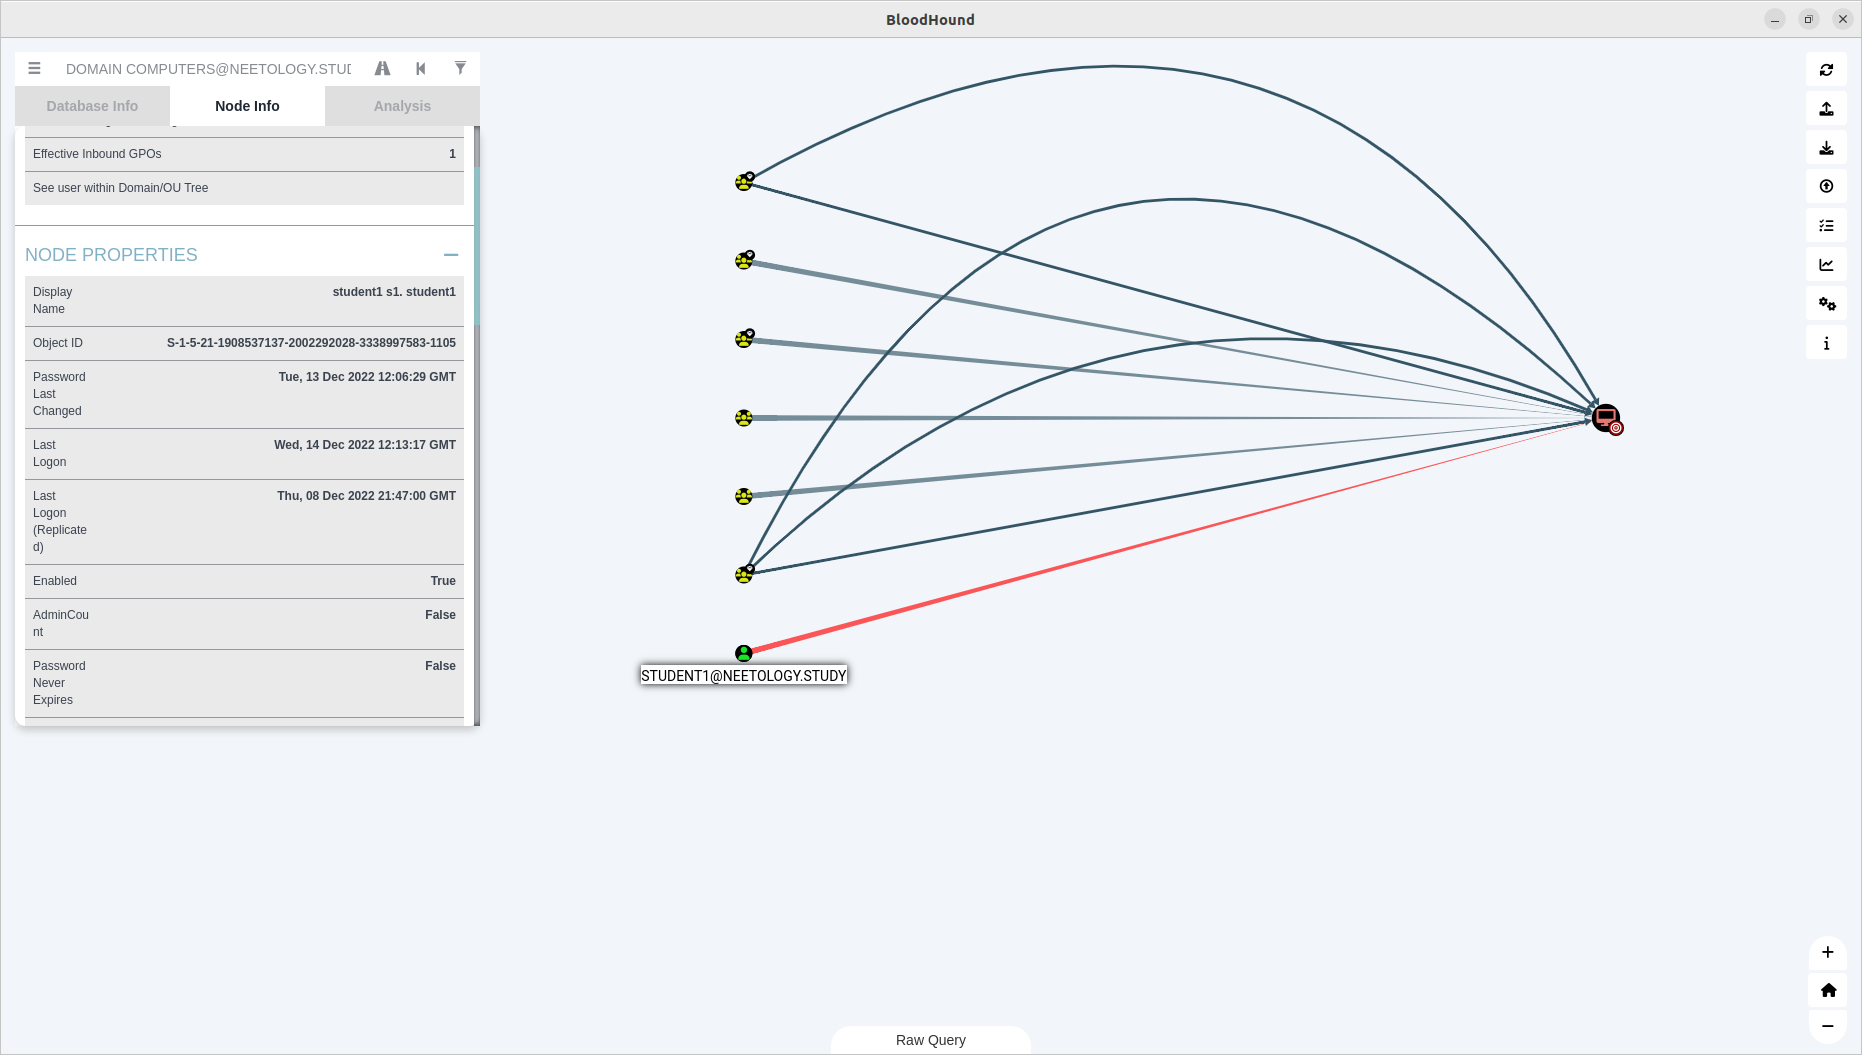 BloodHound
DOMAIN COMPUTERS@NEETOLOGY.STUD
Database Info
Node Info
Analysis
Effective Inbound GPOs 1
See user within Domain/OU Tree
NODE PROPERTIES
Display student1 s1. student1
Name
Object ID S-1-5-21-1908537137-2002292028-3338997583-1105
Password Tue, 13 Dec 2022 12:06:29 GMT
Last
Changed
Last Wed, 14 Dec 2022 12:13:17 GMT
Logon
Last Thu, 08 Dec 2022 21:47:00 GMT
Logon
(Replicate
d)
Enabled True
AdminCou False
nt
Password False
Never
Expires
STUDENT1@NEETOLOGY.STUDY
Raw Query